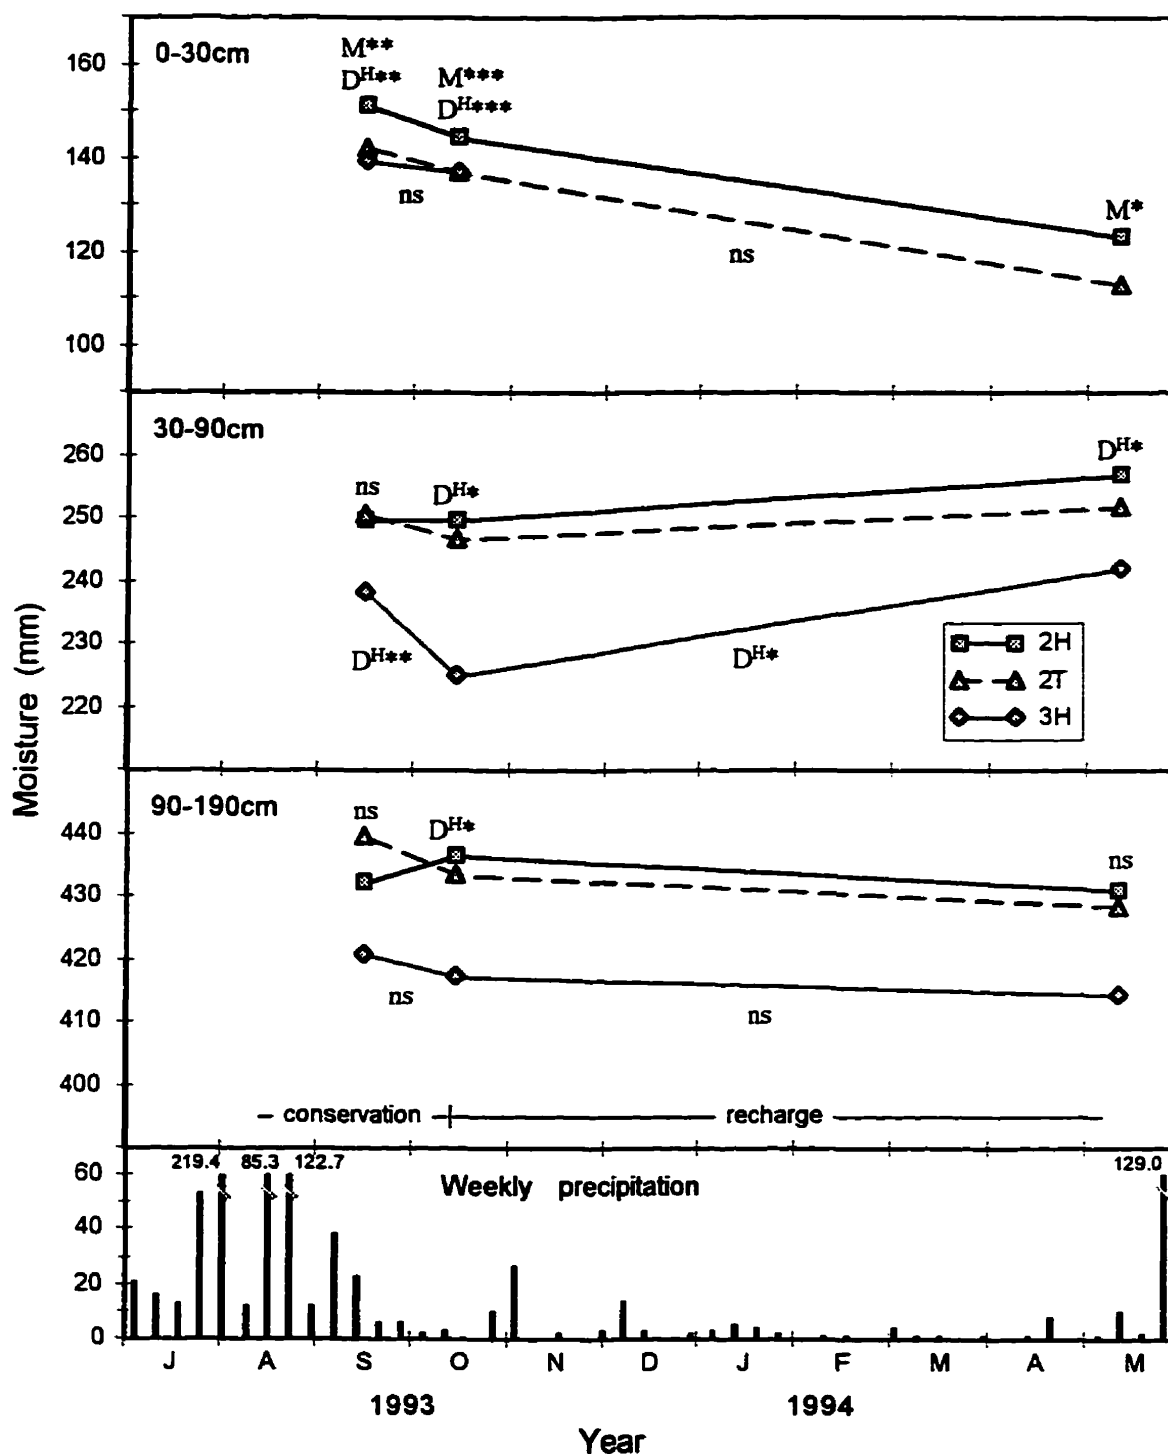 0-30cm
M**
D^H**
M***
D^H***
160
140
ns
M*
120
ns
100
30-90cm
260
D^H*
ns
D^H*
250
240
230
D^H**
D^H*
220
2H
2T
3H
Moisture (mm)
90-190cm
ns
D^H*
440
ns
430
420
ns
ns
410
400
conservation
recharge
219.4 85.3 122.7
129.0
Weekly precipitation
60
40
20
0
J A S O N D J F M A M
1993 1994
Year